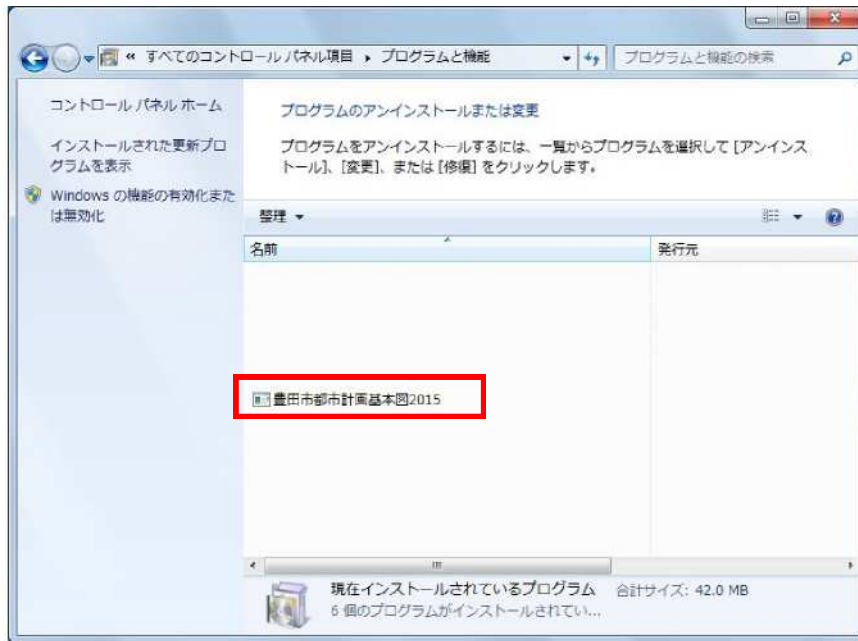 « すべてのコントロール パネル項目 ▸ プログラムと機能
プログラムと機能の検索
コントロール パネル ホーム
インストールされた更新プロ
グラムを表示
Windows の機能の有効化また
は無効化
プログラムのアンインストールまたは変更
プログラムをアンインストールするには、一覧からプログラムを選択して [アンインス
トール]、[変更]、または [修復] をクリックします。
整理 ▼
名前
発行元
豊田市都市計画基本図2015
現在インストールされているプログラム 合計サイズ: 42.0 MB
6 個のプログラムがインストールされてい...